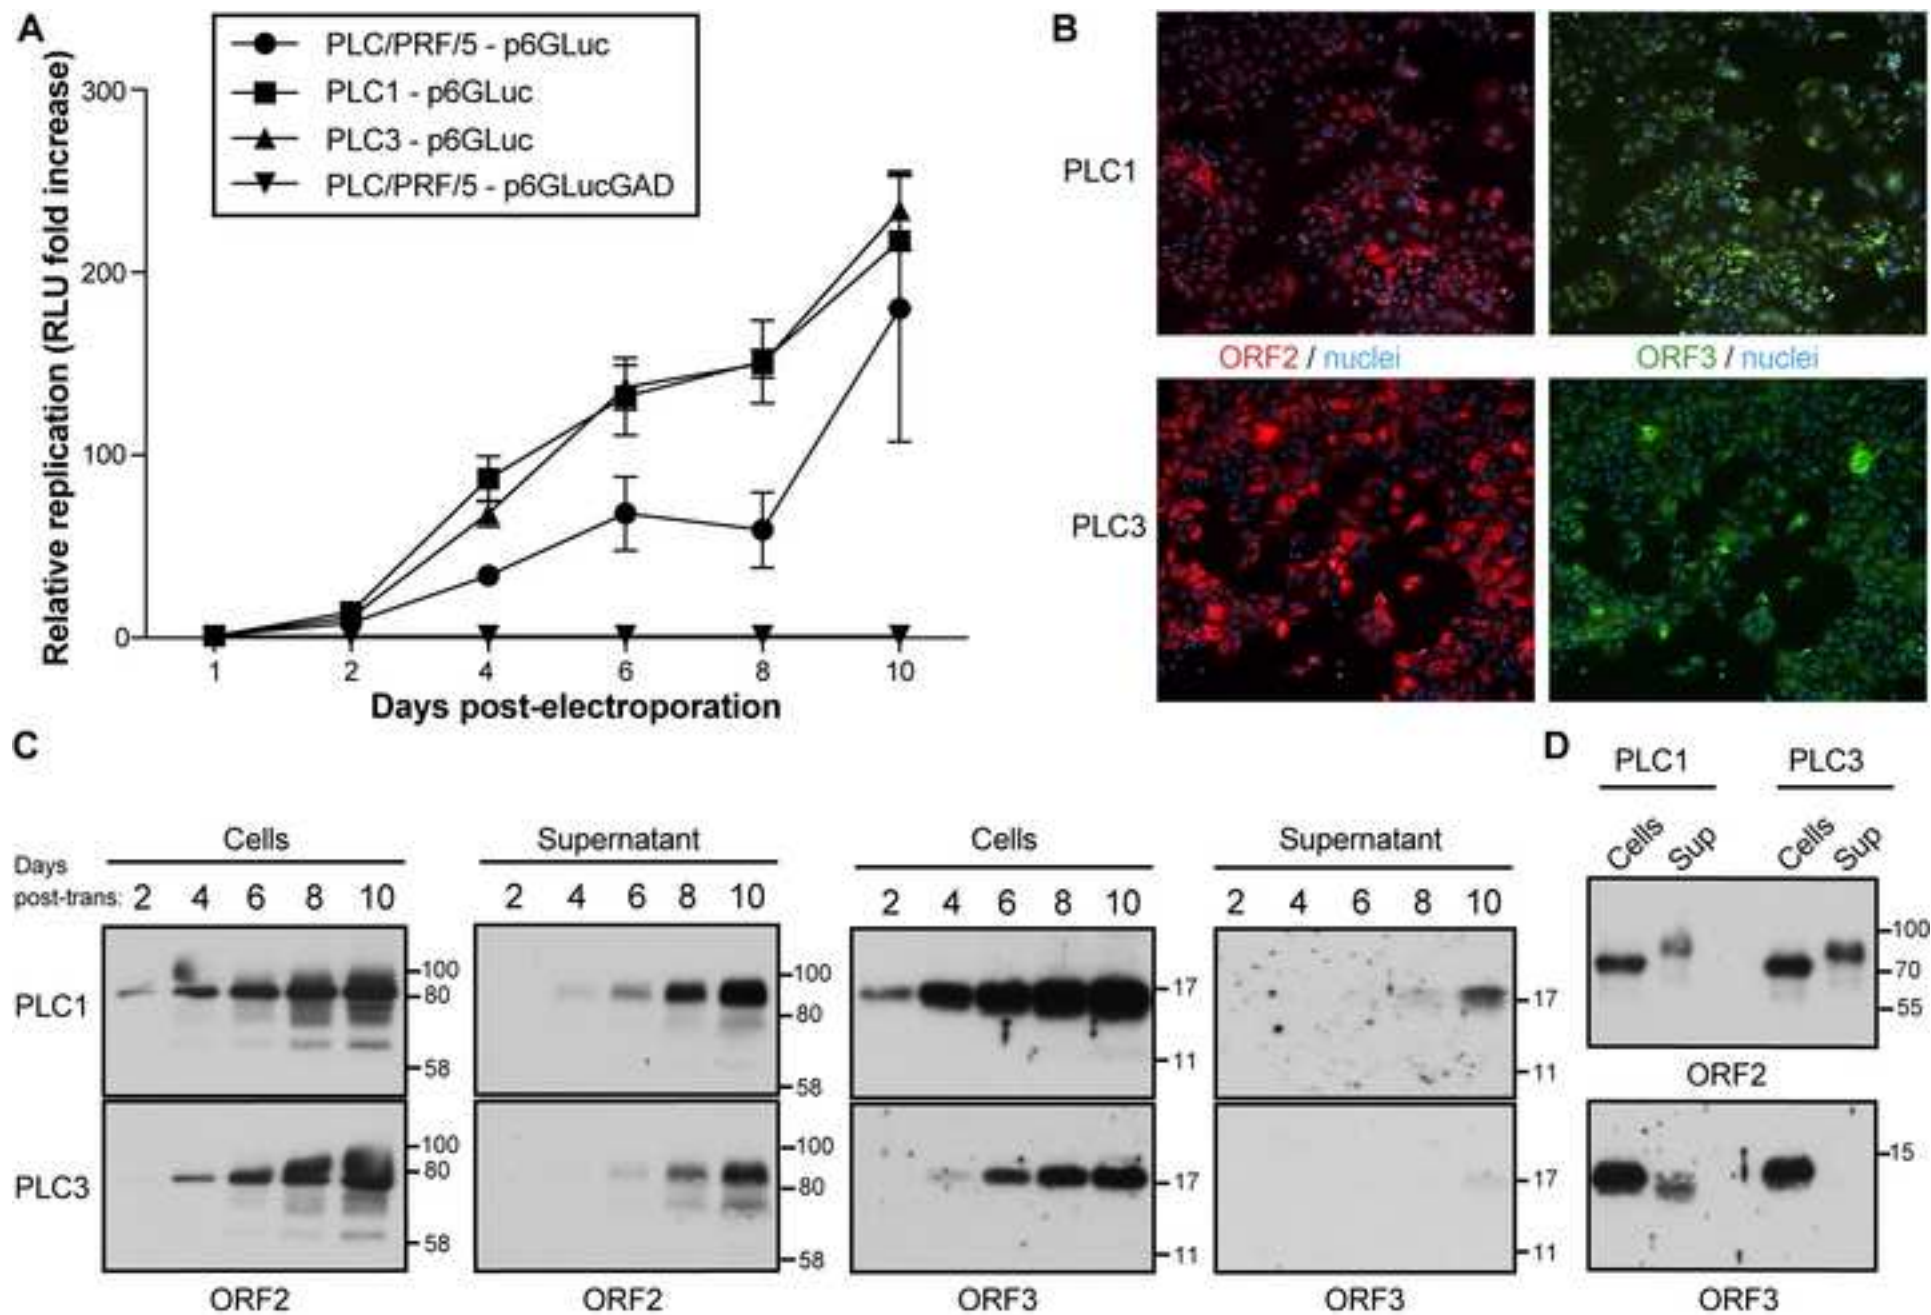 A
PLC/PRF/5 - p6GLuc
PLC1 - p6GLuc
PLC3 - p6GLuc
PLC/PRF/5 - p6GLucGAD
Relative replication (RLU fold increase)
300
200
100
0
1 2 4 6 8 10
Days post-electroporation
B
PLC1
ORF2 / nuclei
ORF3 / nuclei
PLC3
C
Cells
Supernatant
Cells
Supernatant
Days
post-trans:
2 4 6 8 10
2 4 6 8 10
2 4 6 8 10
2 4 6 8 10
PLC1
100
80
58
100
80
58
17
11
17
11
PLC3
100
80
58
100
80
58
17
11
17
11
ORF2
ORF2
ORF3
ORF3
D
PLC1
PLC3
Cells
Sup
Cells
Sup
100
70
55
ORF2
15
ORF3